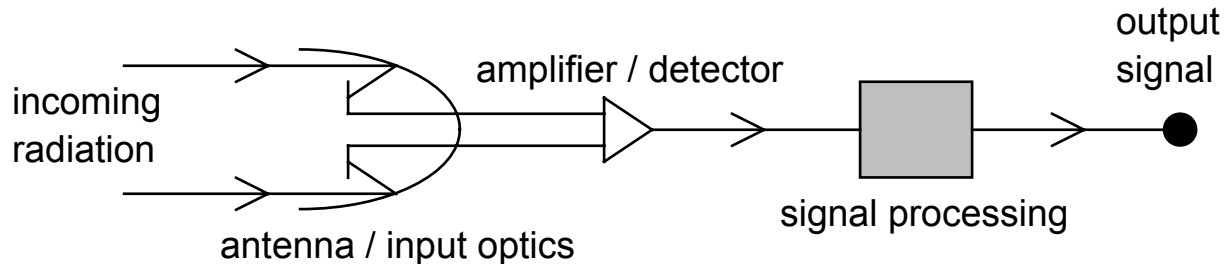 incoming
radiation
antenna / input optics
amplifier / detector
signal processing
output
signal